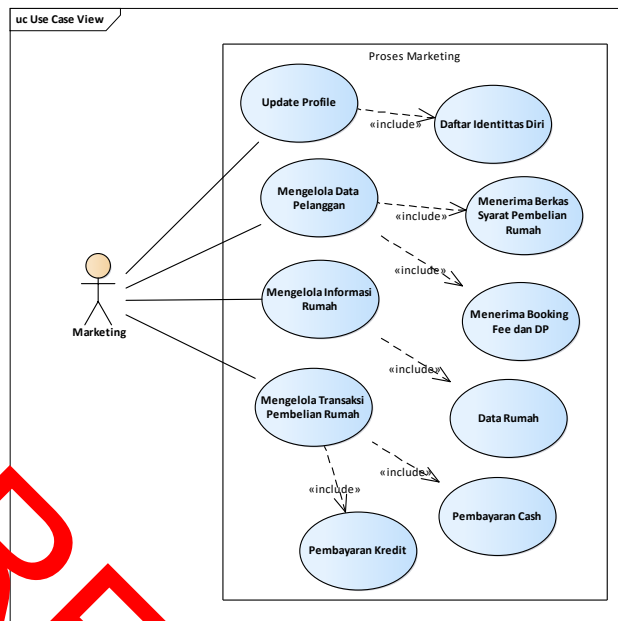 uc Use Case View
Proses Marketing
Update Profile
«include»
Daftar Identittas Diri
Mengelola Data
Pelanggan
«include»
Menerima Berkas
Syarat Pembelian
Rumah
«include»
Mengelola Informasi
Rumah
Menerima Booking
Fee dan DP
Marketing
«include»
Mengelola Transaksi
Pembelian Rumah
Data Rumah
«include»
«include»
Pembayaran Cash
Pembayaran Kredit